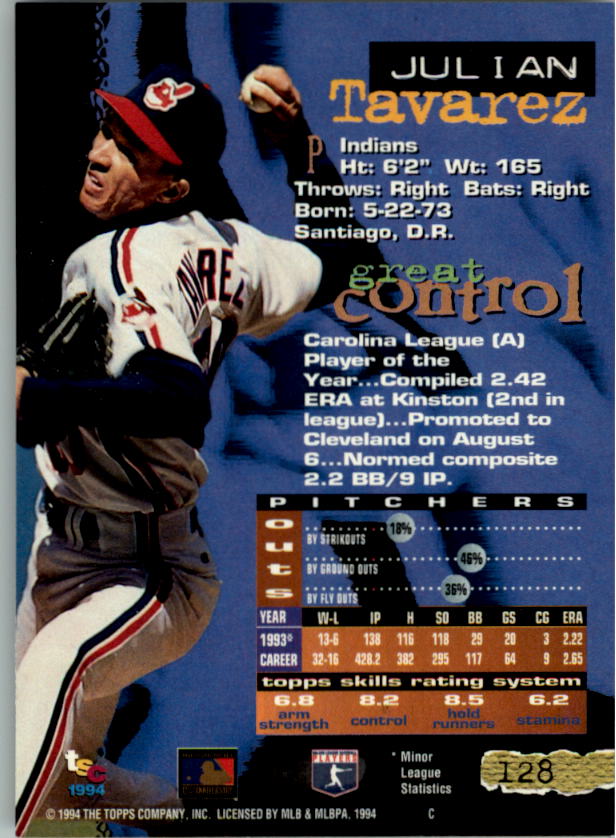 JULIAN
Tavarez
P Indians
Ht: 6'2" Wt: 165
Throws: Right Bats: Right
Born: 5-22-73
Santiago, D.R.
great
control
Carolina League (A)
Player of the
Year...Compiled 2.42
ERA at Kinston (2nd in
league)...Promoted to
Cleveland on August
6...Normed composite
2.2 BB/9 IP.
PITCHERS
Outs
18%
BY STRIKOUTS
46%
BY GROUND OUTS
36%
BY FLY OUTS
YEAR W-L IP H SO BB GS CG ERA
1993* 13-6 138 116 118 29 20 3 2.22
CAREER 32-16 428.2 382 295 117 64 9 2.65
topps skills rating system
6.8 8.2 8.5 6.2
arm strength control hold runners stamina
tsc
1994
PLAYERS
* Minor
League
Statistics
128
© 1994 THE TOPPS COMPANY, INC. LICENSED BY MLB & MLBPA. 1994 C